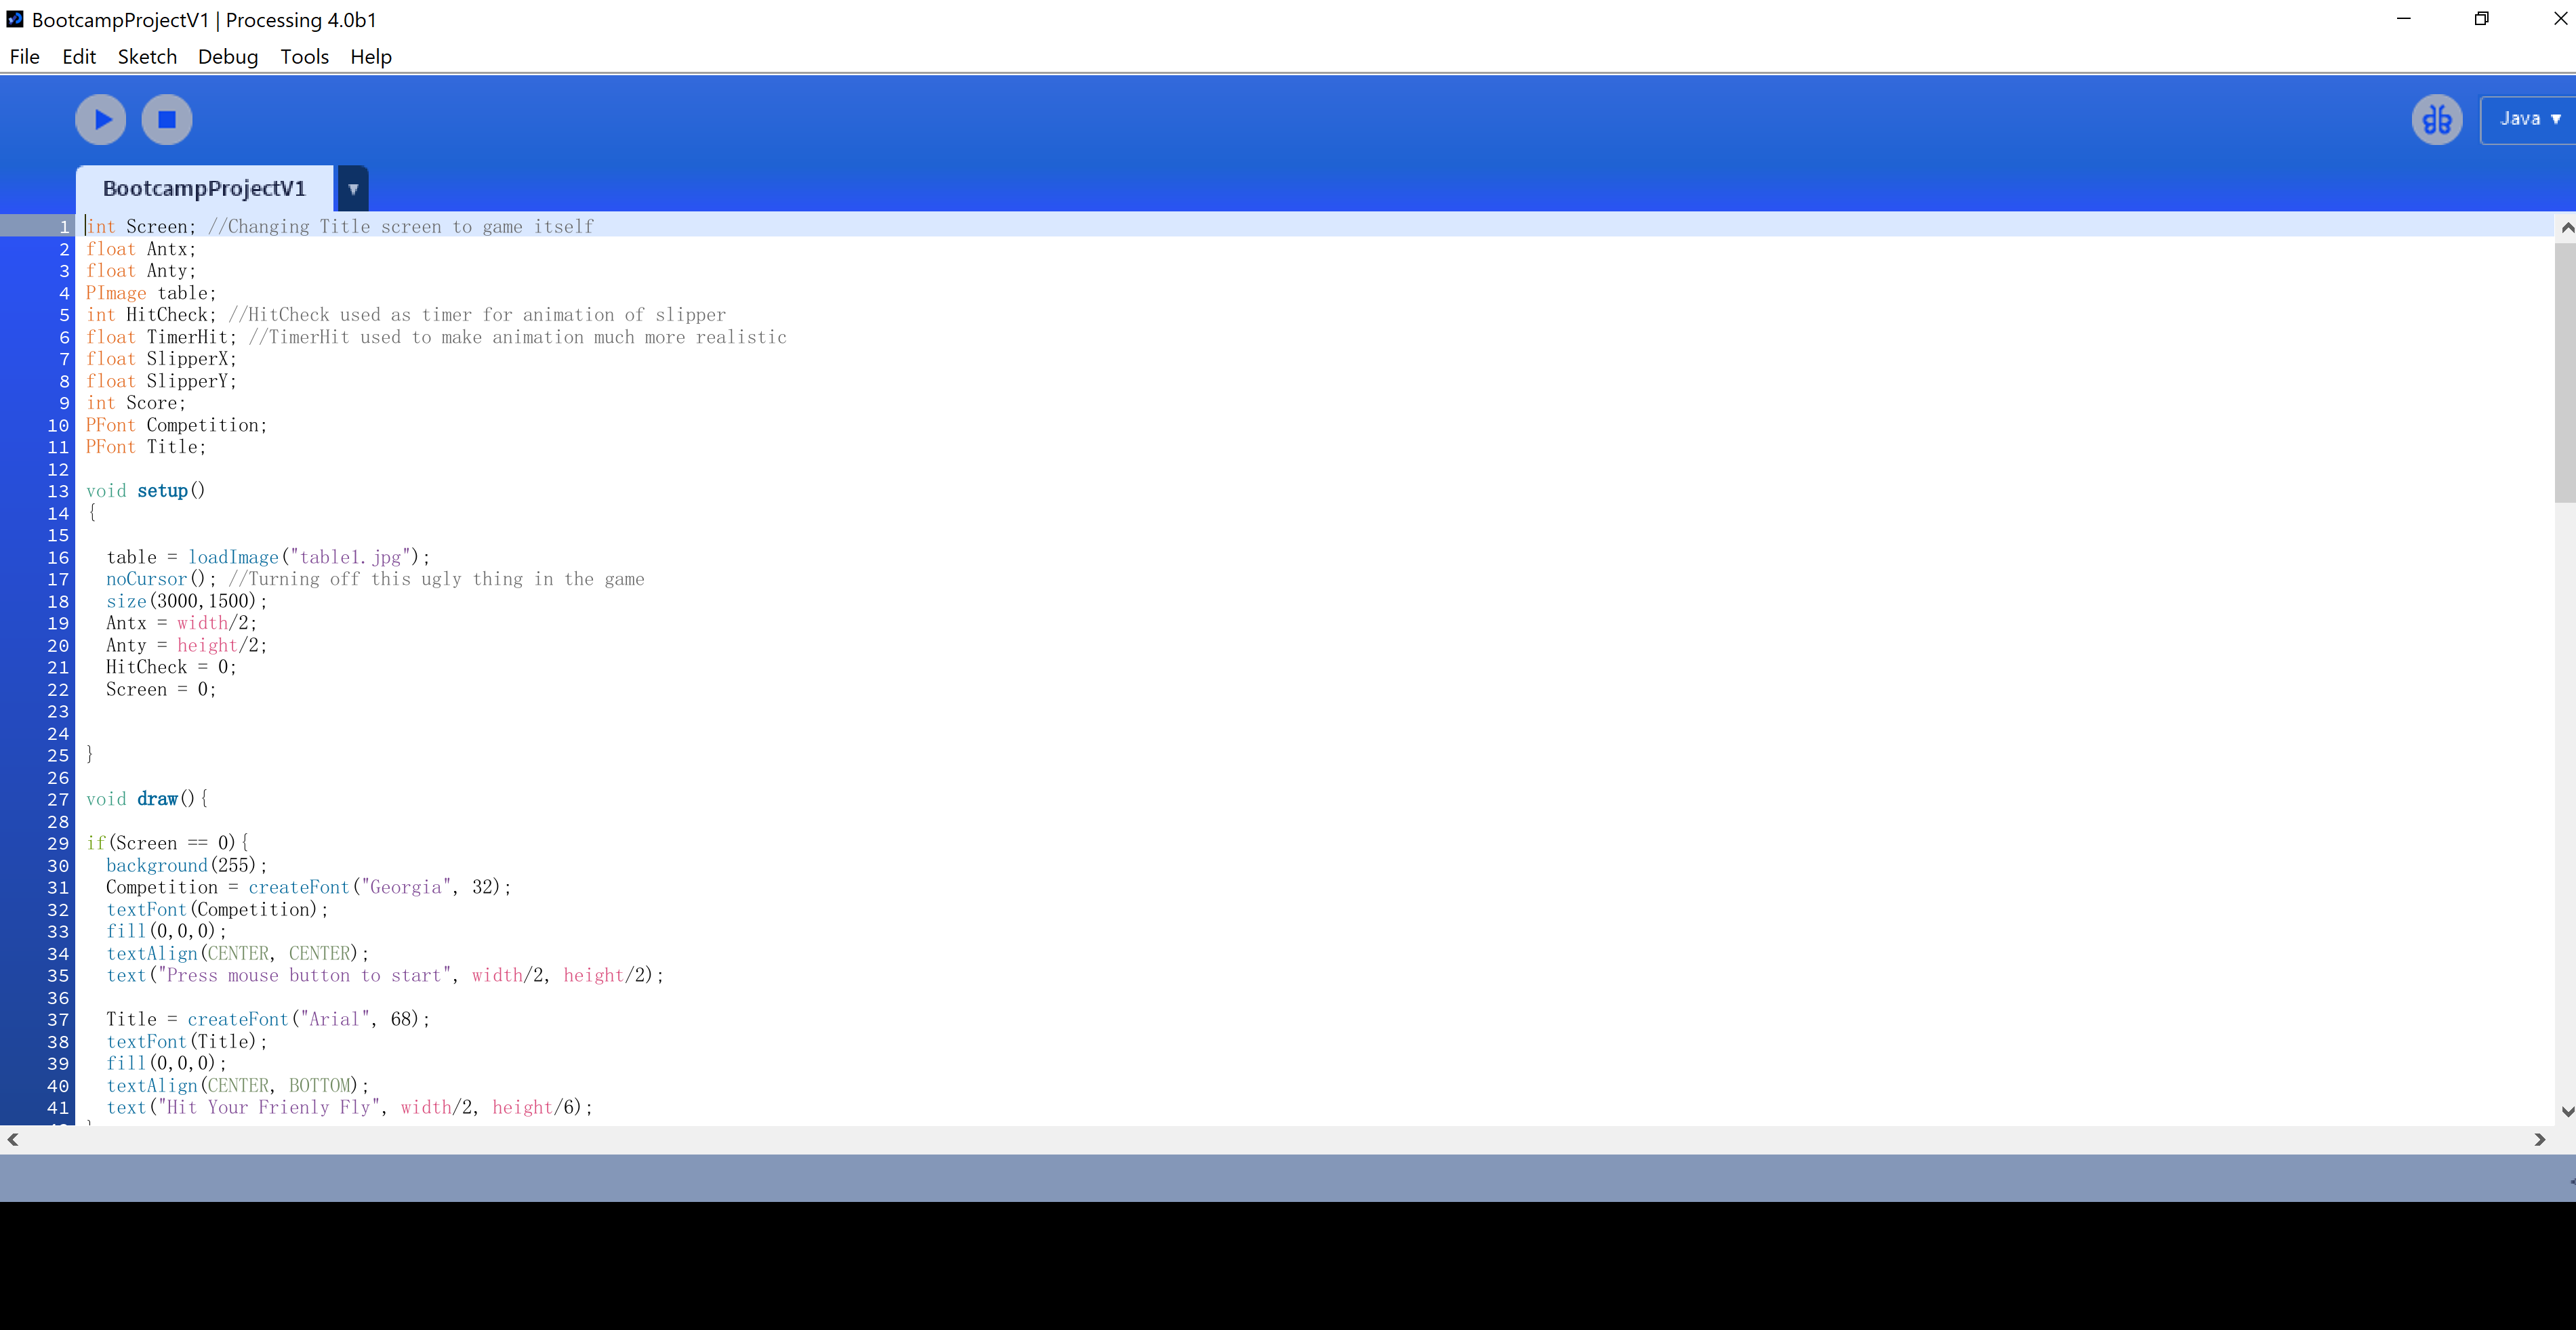 BootcampProjectV1 | Processing 4.0b1
File Edit Sketch Debug Tools Help
Java ▼
BootcampProjectV1 ▼
1 int Screen; //Changing Title screen to game itself
2 float Antx;
3 float Anty;
4 PImage table;
5 int HitCheck; //HitCheck used as timer for animation of slipper
6 float TimerHit; //TimerHit used to make animation much more realistic
7 float SlipperX;
8 float SlipperY;
9 int Score;
10 PFont Competition;
11 PFont Title;
12
13 void setup()
14 {
15
16 table = loadImage("table1.jpg");
17 noCursor(); //Turning off this ugly thing in the game
18 size(3000,1500);
19 Antx = width/2;
20 Anty = height/2;
21 HitCheck = 0;
22 Screen = 0;
23
24
25 }
26
27 void draw(){
28
29 if(Screen == 0){
30 background(255);
31 Competition = createFont("Georgia", 32);
32 textFont(Competition);
33 fill(0,0,0);
34 textAlign(CENTER, CENTER);
35 text("Press mouse button to start", width/2, height/2);
36
37 Title = createFont("Arial", 68);
38 textFont(Title);
39 fill(0,0,0);
40 textAlign(CENTER, BOTTOM);
41 text("Hit Your Frienly Fly", width/2, height/6);